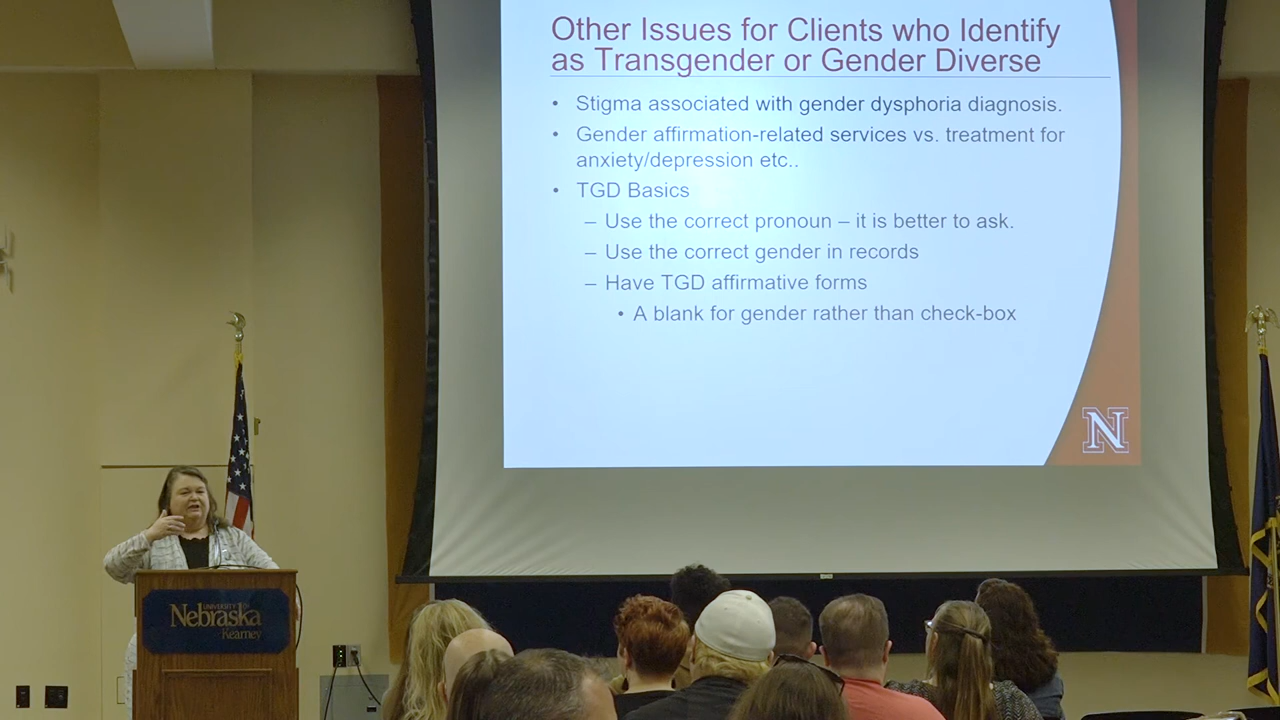 Other Issues for Clients who Identify
as Transgender or Gender Diverse
• Stigma associated with gender dysphoria diagnosis.
• Gender affirmation-related services vs. treatment for
anxiety/depression etc..
• TGD Basics
– Use the correct pronoun – it is better to ask.
– Use the correct gender in records
– Have TGD affirmative forms
• A blank for gender rather than check-box
N
UNIVERSITY OF
Nebraska
Kearney